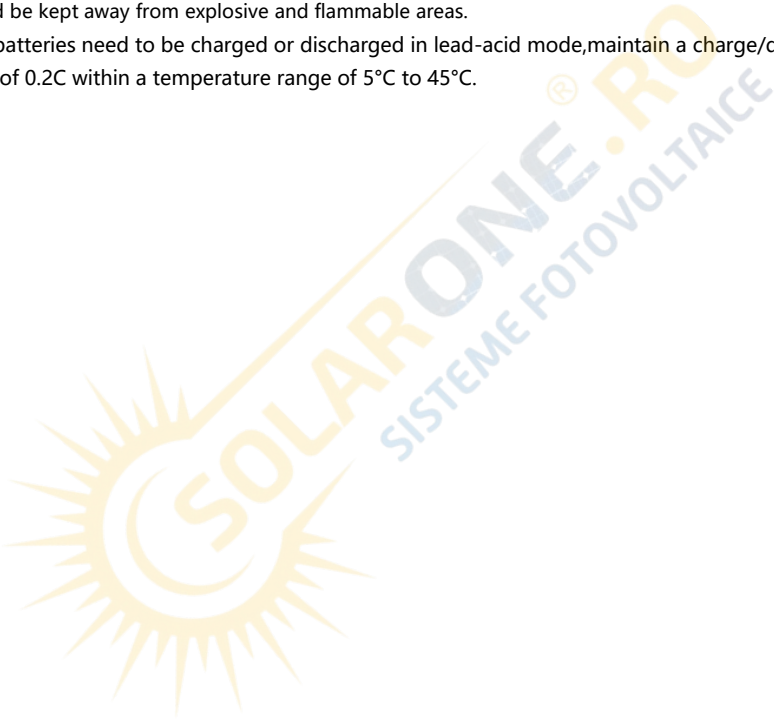 d be kept away from explosive and flammable areas.
batteries need to be charged or discharged in lead-acid mode,maintain a charge/
of 0.2C within a temperature range of 5°C to 45°C.
SOLARONE.RO
®
SISTEME FOTOVOLTAICE